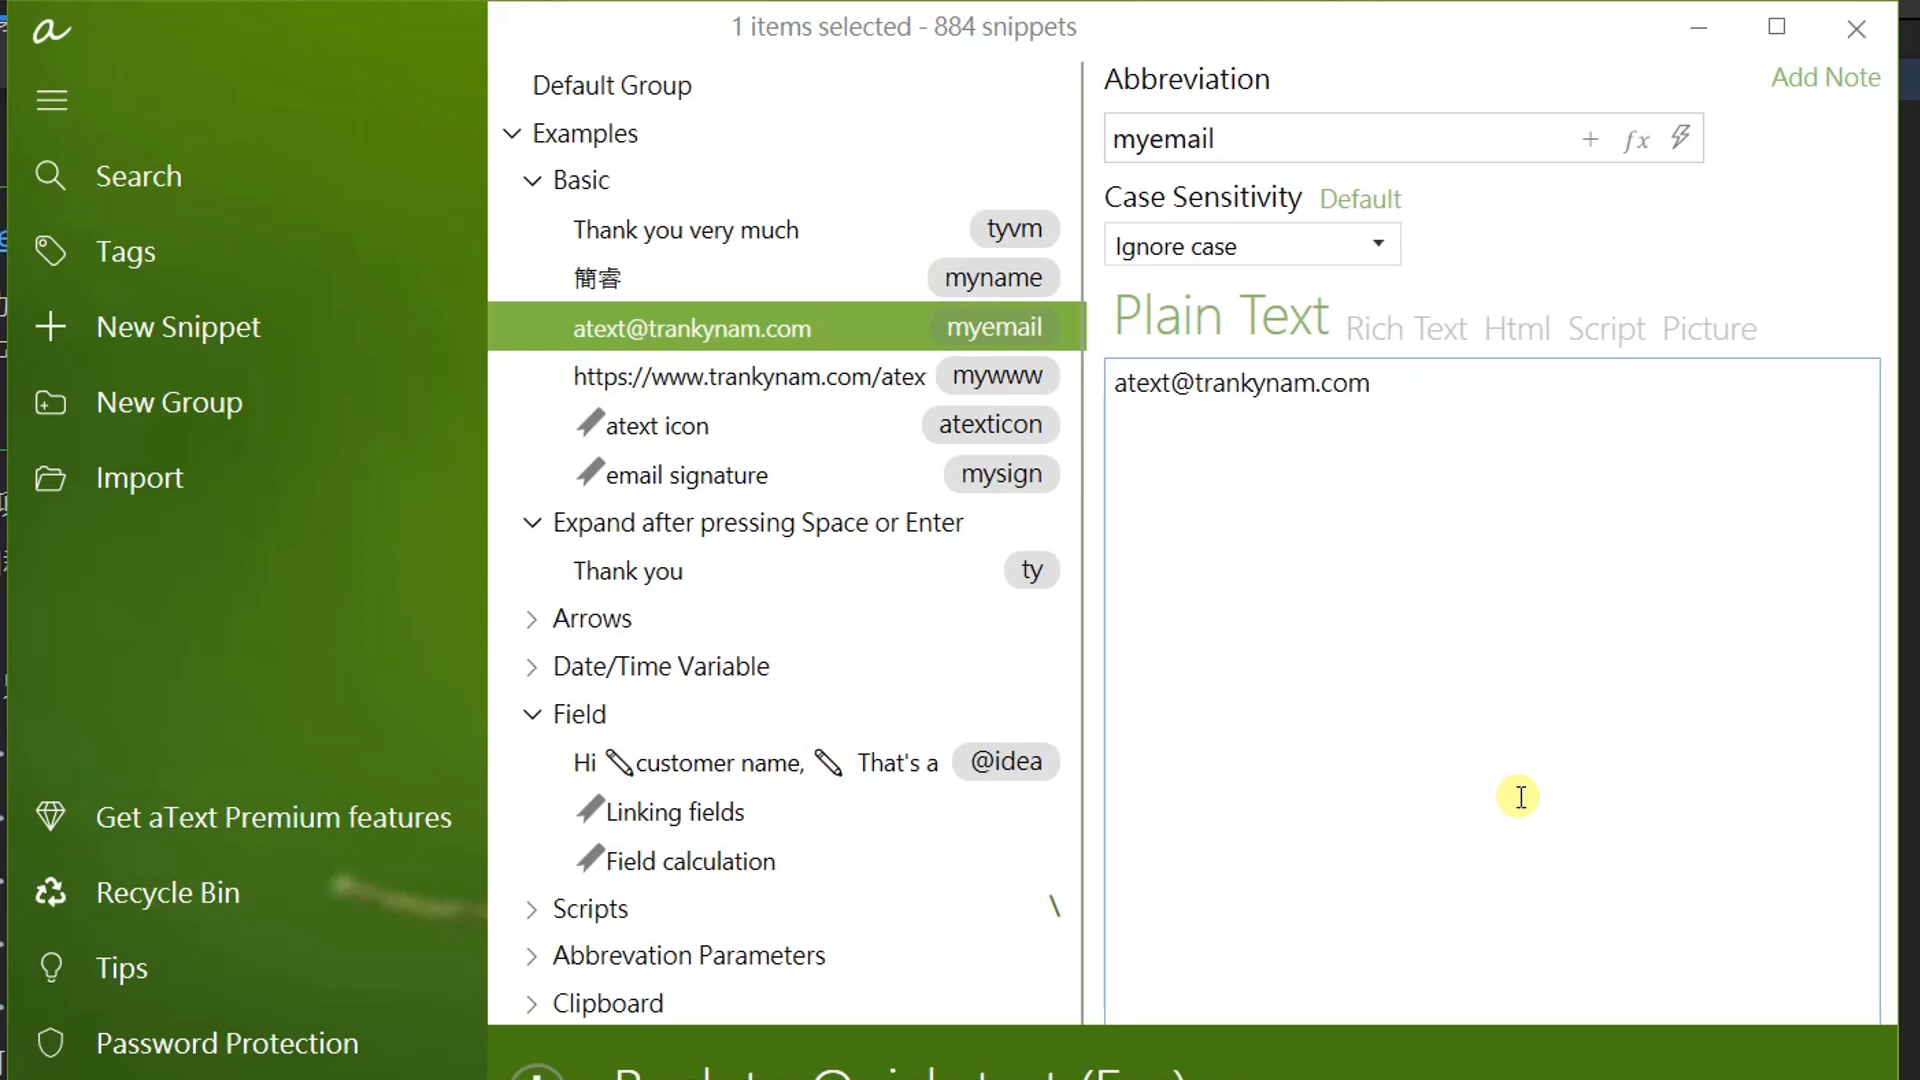 a
1 items selected - 884 snippets
Search
Tags
New Snippet
New Group
Import
Get aText Premium features
Recycle Bin
Tips
Password Protection
Default Group
Examples
Basic
Thank you very much tyvm
簡睿 myname
atext@trankynam.com myemail
https://www.trankynam.com/atex mywww
atext icon atexticon
email signature mysign
Expand after pressing Space or Enter
Thank you ty
Arrows
Date/Time Variable
Field
Hi customer name, That's a @idea
Linking fields
Field calculation
Scripts \
Abbrevation Parameters
Clipboard
Abbreviation Add Note
myemail + fx
Case Sensitivity Default
Ignore case
Plain Text Rich Text Html Script Picture
atext@trankynam.com